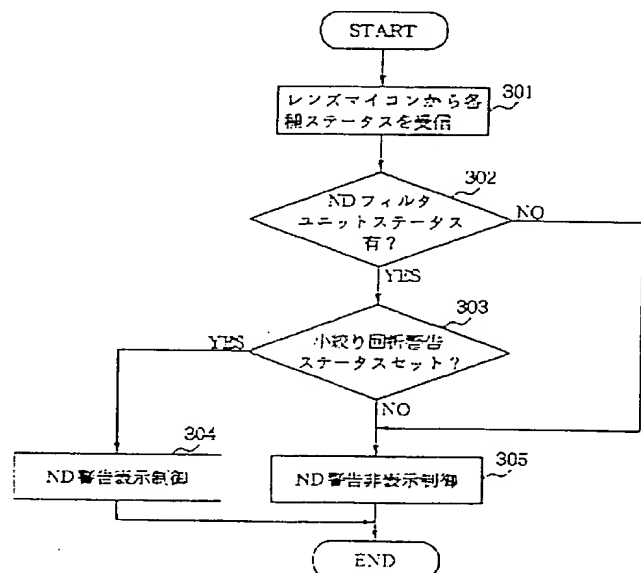 START
301
レンズマイコンから各
種ステータスを受信
302
NDフィルタ
ユニットステータス
有?
NO
YES
303
小絞り回折警告
ステータスセット?
YES
NO
304
ND警告表示制御
305
ND警告非表示制御
END